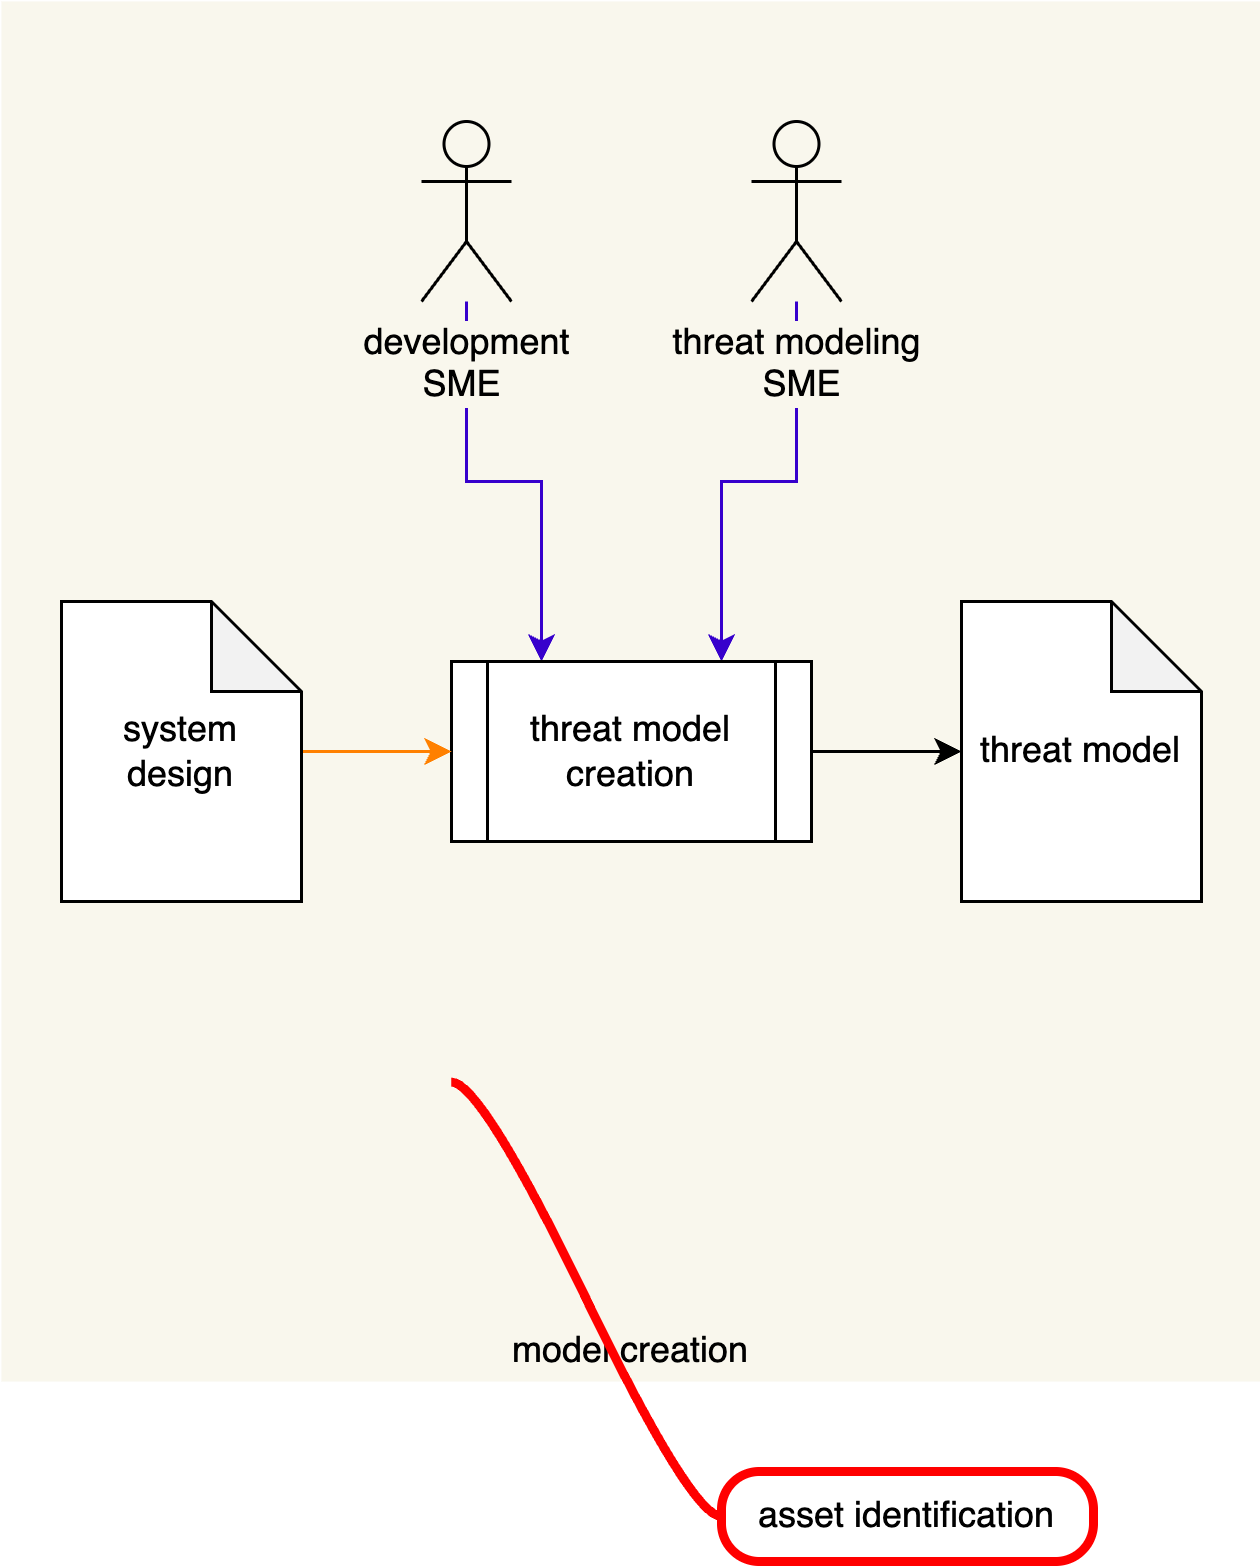 development
SME
threat modeling
SME
system
design
threat model
creation
threat model
model creation
asset identification